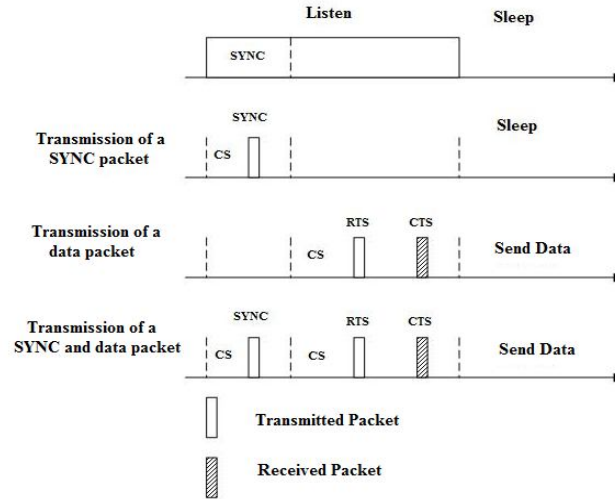 Listen
Sleep
SYNC
Transmission of a
SYNC packet
SYNC
CS
Sleep
Transmission of a
data packet
CS
RTS
CTS
Send Data
Transmission of a
SYNC and data packet
SYNC
CS
CS
RTS
CTS
Send Data
Transmitted Packet
Received Packet